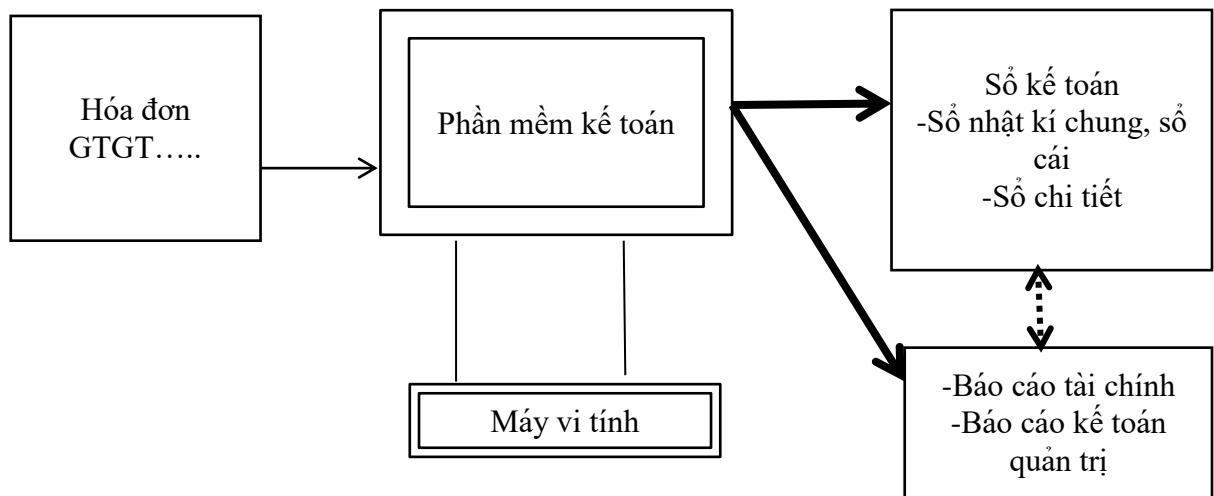 Hóa đơn
GTGT…..
Phần mềm kế toán
Sổ kế toán
-Sổ nhật kí chung, sổ
cái
-Sổ chi tiết
Máy vi tính
-Báo cáo tài chính
-Báo cáo kế toán
quản trị